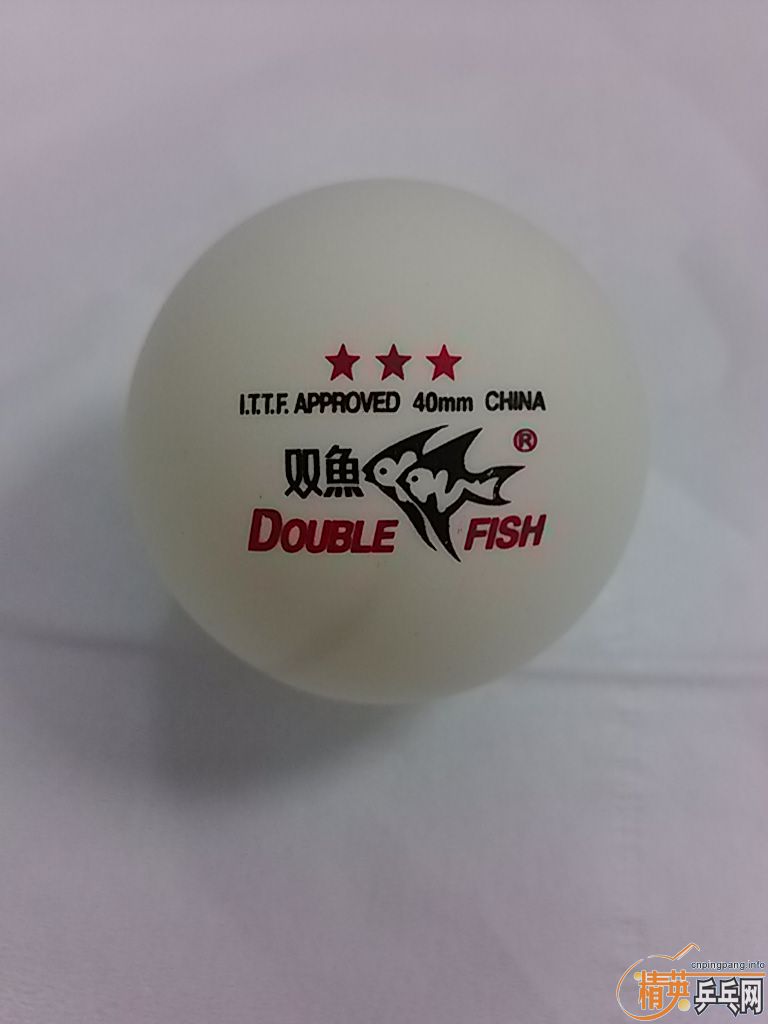 ★★★
I.T.T.F. APPROVED 40mm CHINA
双魚 ®
DOUBLE FISH
cnpingpang.info
精英乒乓网